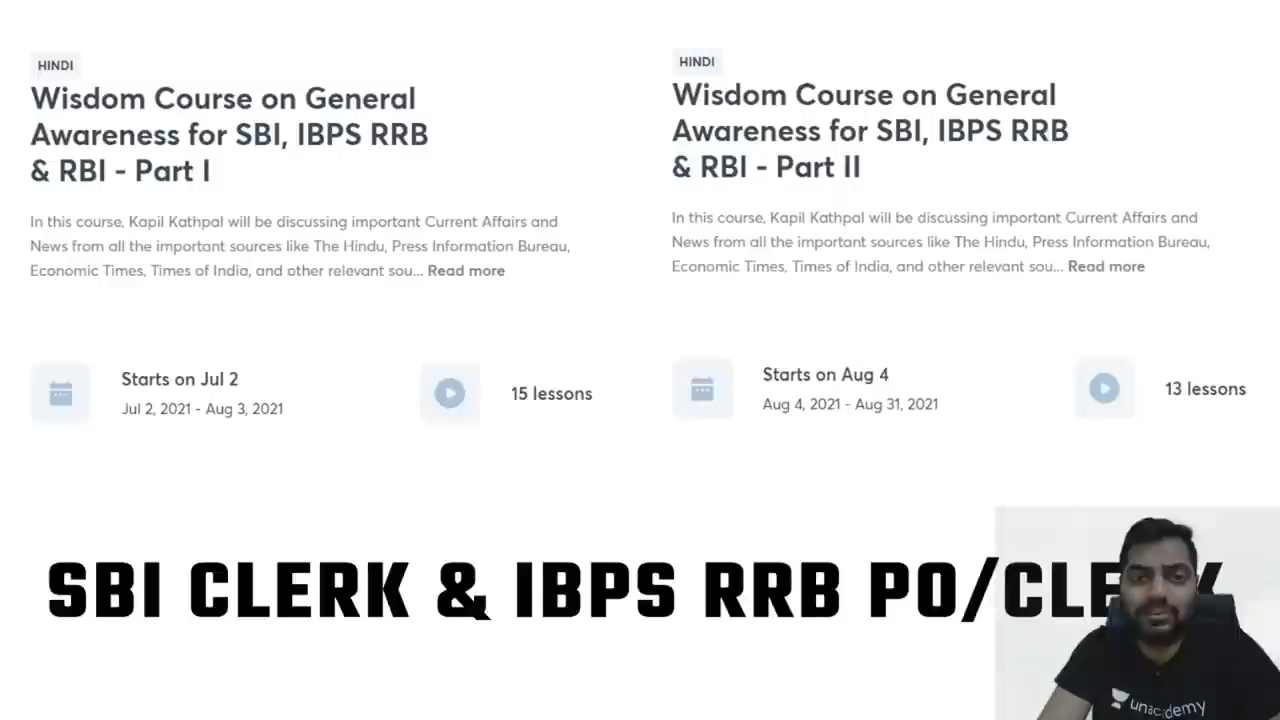 HINDI
Wisdom Course on General
Awareness for SBI, IBPS RRB
& RBI - Part I
In this course, Kapil Kathpal will be discussing important Current Affairs and
News from all the important sources like The Hindu, Press Information Bureau,
Economic Times, Times of India, and other relevant sou... Read more
Starts on Jul 2
Jul 2, 2021 - Aug 3, 2021
15 lessons
HINDI
Wisdom Course on General
Awareness for SBI, IBPS RRB
& RBI - Part II
In this course, Kapil Kathpal will be discussing important Current Affairs and
News from all the important sources like The Hindu, Press Information Bureau,
Economic Times, Times of India, and other relevant sou... Read more
Starts on Aug 4
Aug 4, 2021 - Aug 31, 2021
13 lessons
SBI CLERK & IBPS RRB PO/CLERK
unacademy